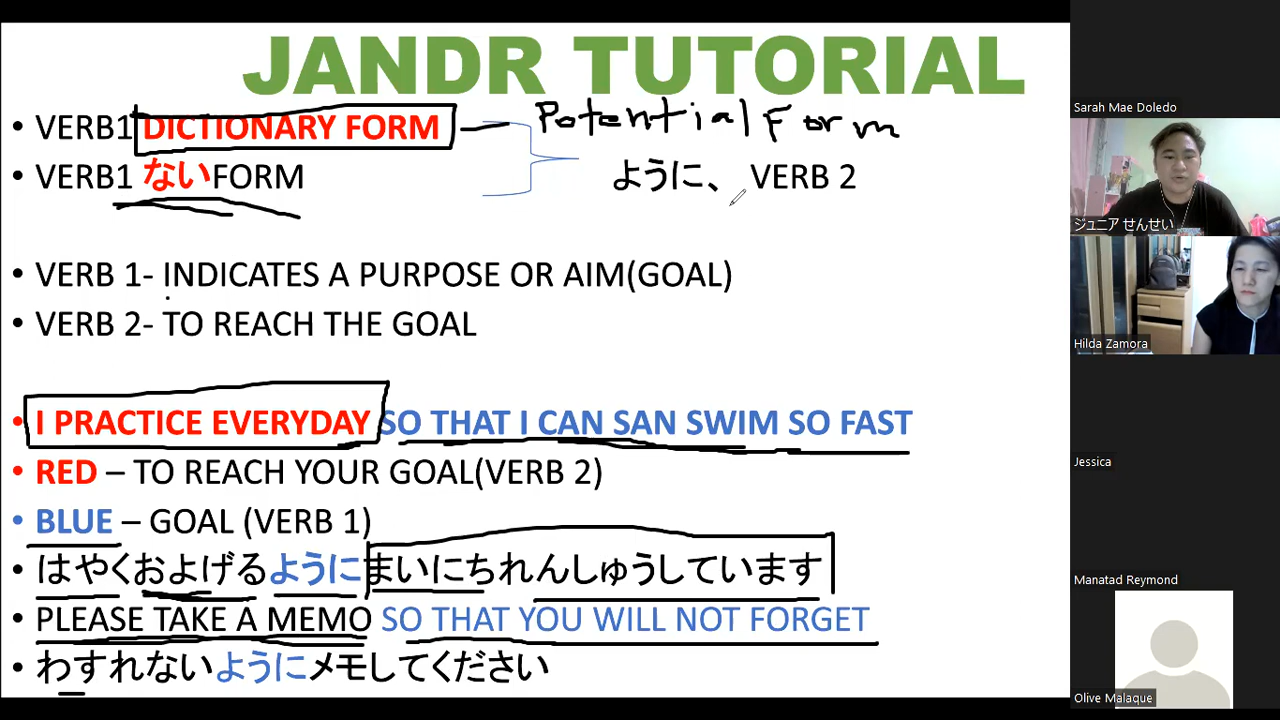 JANDR TUTORIAL
• VERB1 DICTIONARY FORM Potential Form
• VERB1 ないFORM ように、 VERB 2
• VERB 1- INDICATES A PURPOSE OR AIM(GOAL)
• VERB 2- TO REACH THE GOAL
• I PRACTICE EVERYDAY SO THAT I CAN SAN SWIM SO FAST
• RED – TO REACH YOUR GOAL(VERB 2)
• BLUE – GOAL (VERB 1)
• はやくおよげるようにまいにちれんしゅうしています
• PLEASE TAKE A MEMO SO THAT YOU WILL NOT FORGET
• わすれないようにメモしてください
Sarah Mae Doledo
ジュニア せんせい
Hilda Zamora
Jessica
Manatad Reymond
Olive Malaque